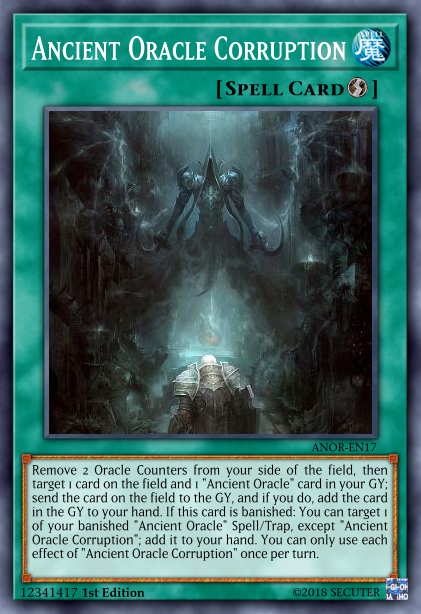 Ancient Oracle Corruption 魔
[Spell Card]
ANOR-EN17
Remove 2 Oracle Counters from your side of the field, then
target 1 card on the field and 1 "Ancient Oracle" card in your GY;
send the card on the field to the GY, and if you do, add the card
in the GY to your hand. If this card is banished: You can target 1
of your banished "Ancient Oracle" Spell/Trap, except "Ancient
Oracle Corruption"; add it to your hand. You can only use each
effect of "Ancient Oracle Corruption" once per turn.
12341417 1st Edition ©2018 SECUTER